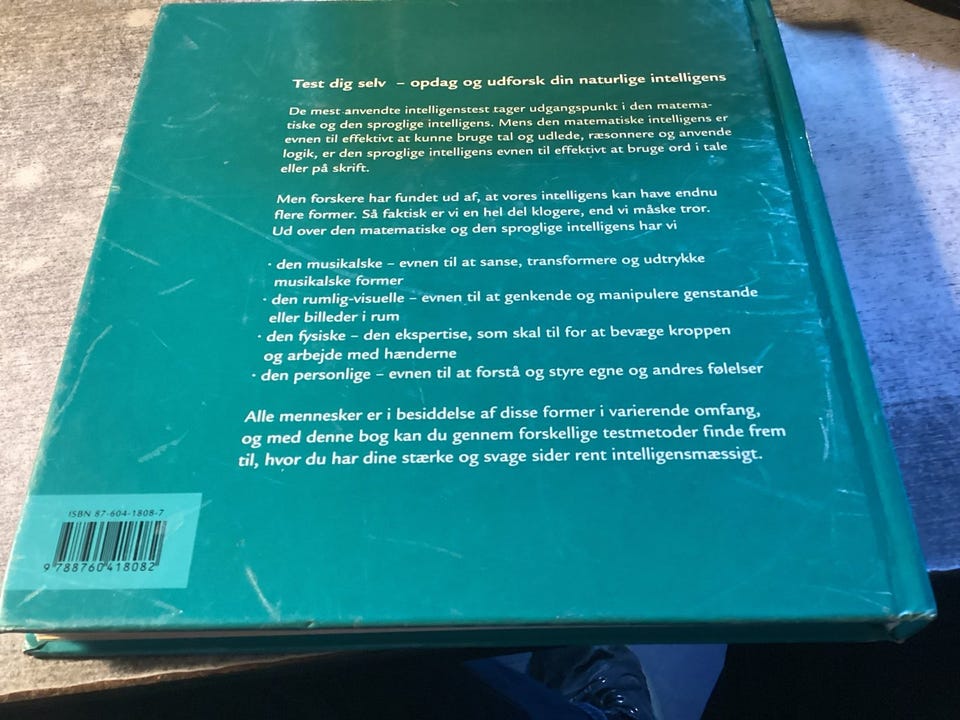 Test dig selv – opdag og udforsk din naturlige intelligens
De mest anvendte intelligenstest tager udgangspunkt i den matema-
tiske og den sproglige intelligens. Mens den matematiske intelligens er
evnen til effektivt at kunne bruge tal og udlede, ræsonnere og anvende
logik, er den sproglige intelligens evnen til effektivt at bruge ord i tale
eller på skrift.
Men forskere har fundet ud af, at vores intelligens kan have endnu
flere former. Så faktisk er vi en hel del klogere, end vi måske tror.
Ud over den matematiske og den sproglige intelligens har vi
· den musikalske – evnen til at sanse, transformere og udtrykke
musikalske former
· den rumlig-visuelle – evnen til at genkende og manipulere genstande
eller billeder i rum
· den fysiske – den ekspertise, som skal til for at bevæge kroppen
og arbejde med hænderne
· den personlige – evnen til at forstå og styre egne og andres følelser
Alle mennesker er i besiddelse af disse former i varierende omfang,
og med denne bog kan du gennem forskellige testmetoder finde frem
til, hvor du har dine stærke og svage sider rent intelligensmæssigt.
ISBN 87-604-1808-7
9 788760 418082